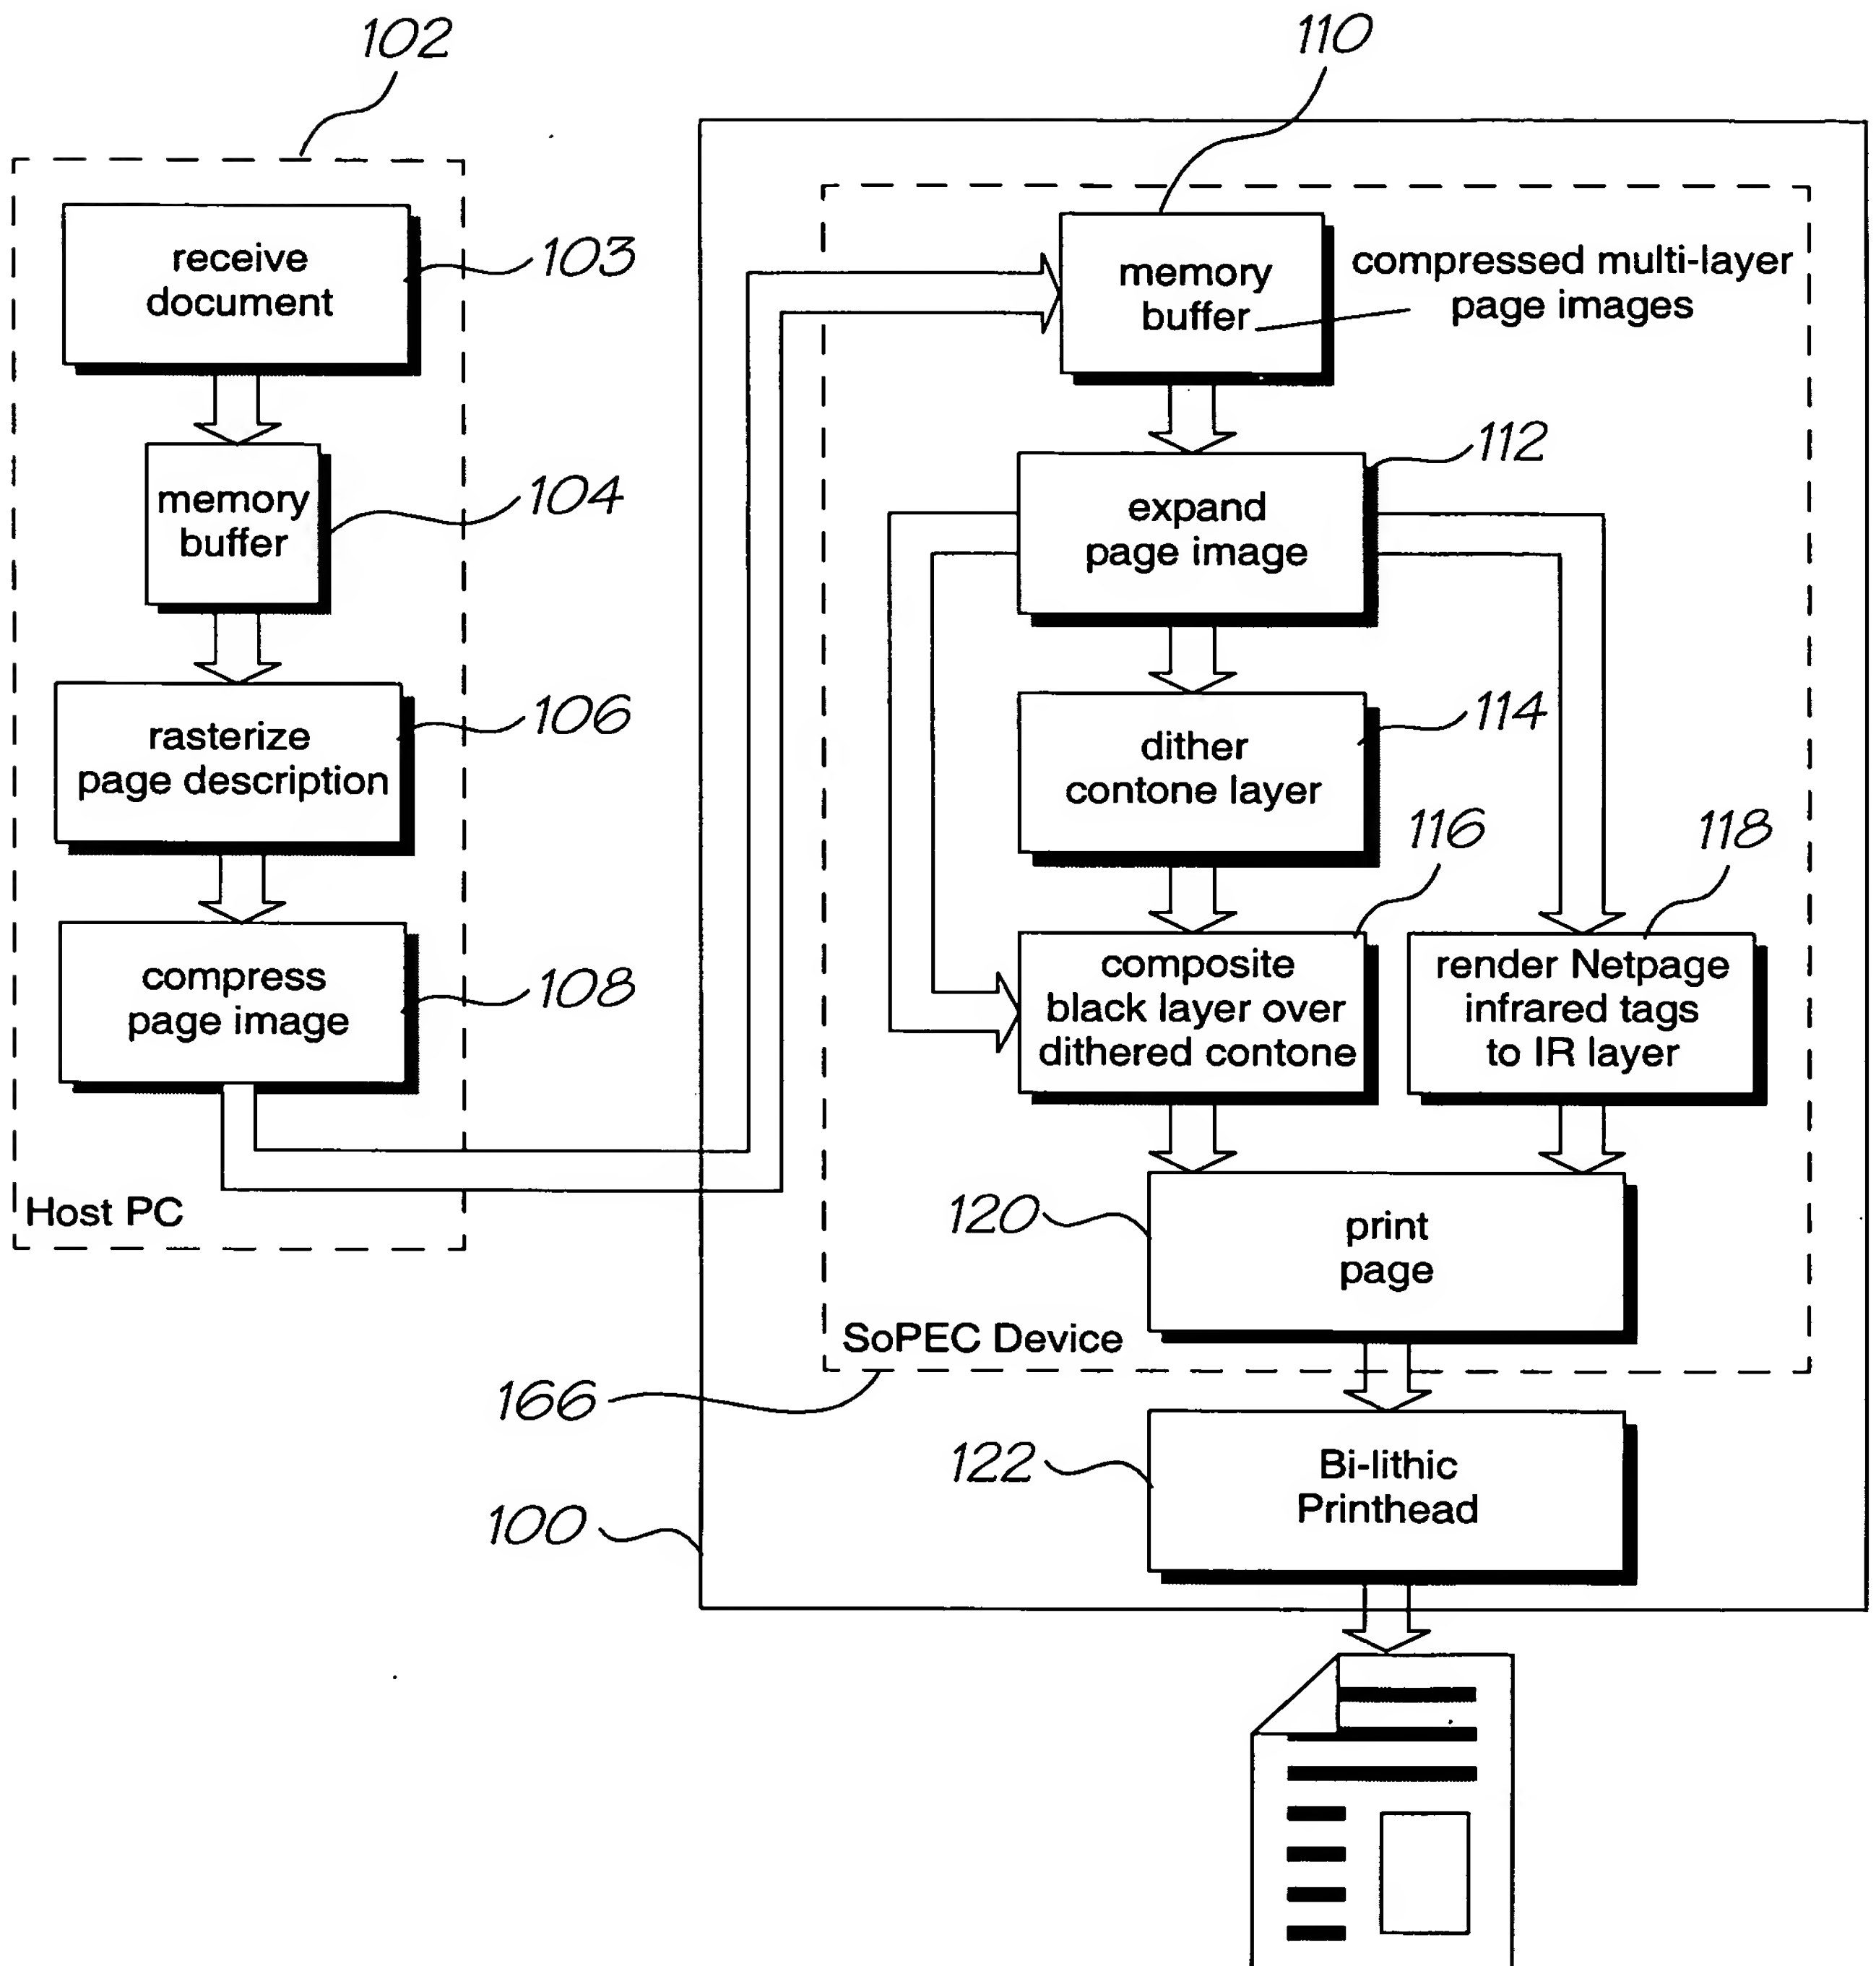 102
110
receive
document
103
memory
buffer
compressed multi-layer
page images
memory
buffer
104
expand
page image
112
rasterize
page description
106
dither
contone layer
114
116
118
compress
page image
108
composite
black layer over
dithered contone
render Netpage
infrared tags
to IR layer
Host PC
120
print
page
SoPEC Device
166
122
Bi-lithic
Printhead
100